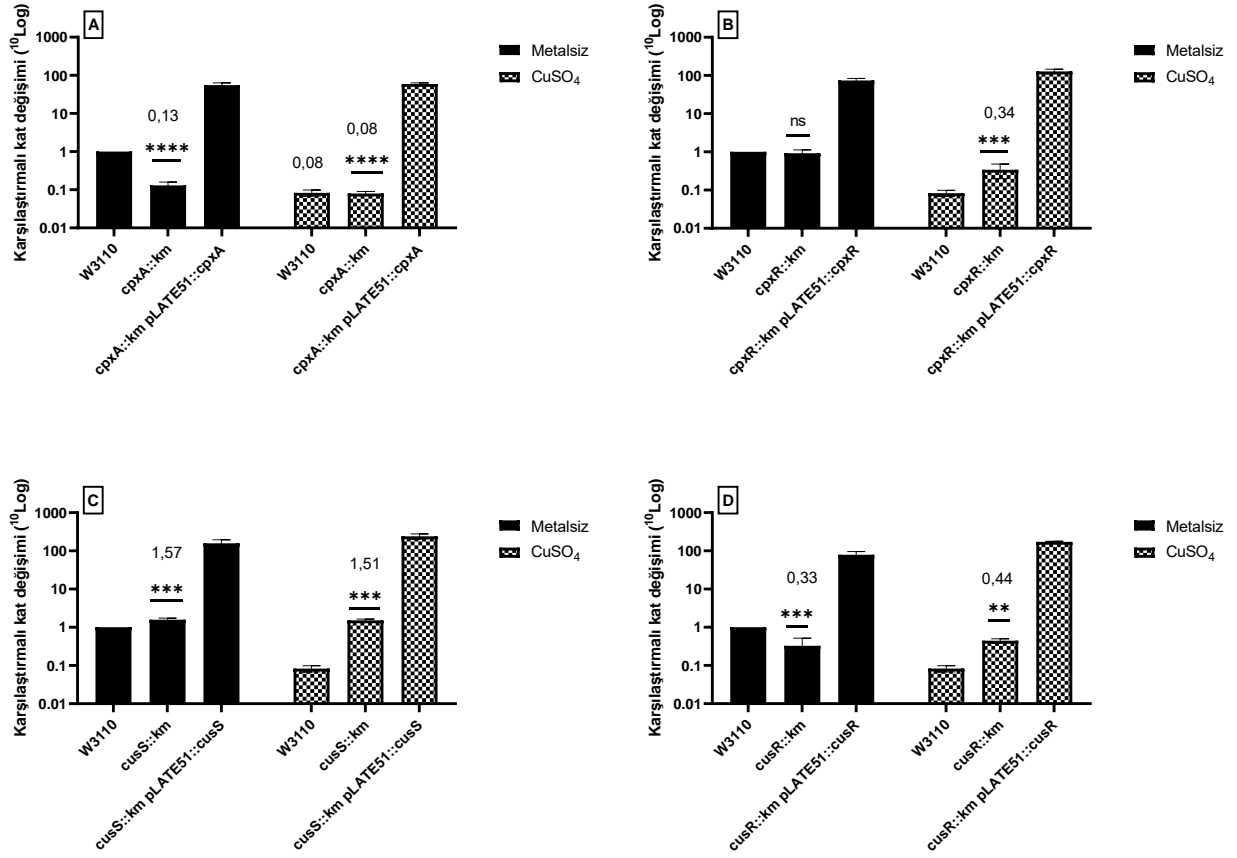 A
Karşılaştırmalı kat değişimi (¹⁰Log)
1000
100
10
1
0.1
0.01
0,13
****
0,08
0,08
****
W3110
cpxA::km
cpxA::km pLATE51::cpxA
W3110
cpxA::km
cpxA::km pLATE51::cpxA
Metalsiz
CuSO₄
B
Karşılaştırmalı kat değişimi (¹⁰Log)
1000
100
10
1
0.1
0.01
ns
0,34
***
W3110
cpxR::km
cpxR::km pLATE51::cpxR
W3110
cpxR::km
cpxR::km pLATE51::cpxR
Metalsiz
CuSO₄
C
Karşılaştırmalı kat değişimi (¹⁰Log)
1000
100
10
1
0.1
0.01
1,57
***
1,51
***
W3110
cusS::km
cusS::km pLATE51::cusS
W3110
cusS::km
cusS::km pLATE51::cusS
Metalsiz
CuSO₄
D
Karşılaştırmalı kat değişimi (¹⁰Log)
1000
100
10
1
0.1
0.01
0,33
***
0,44
**
W3110
cusR::km
cusR::km pLATE51::cusR
W3110
cusR::km
cusR::km pLATE51::cusR
Metalsiz
CuSO₄